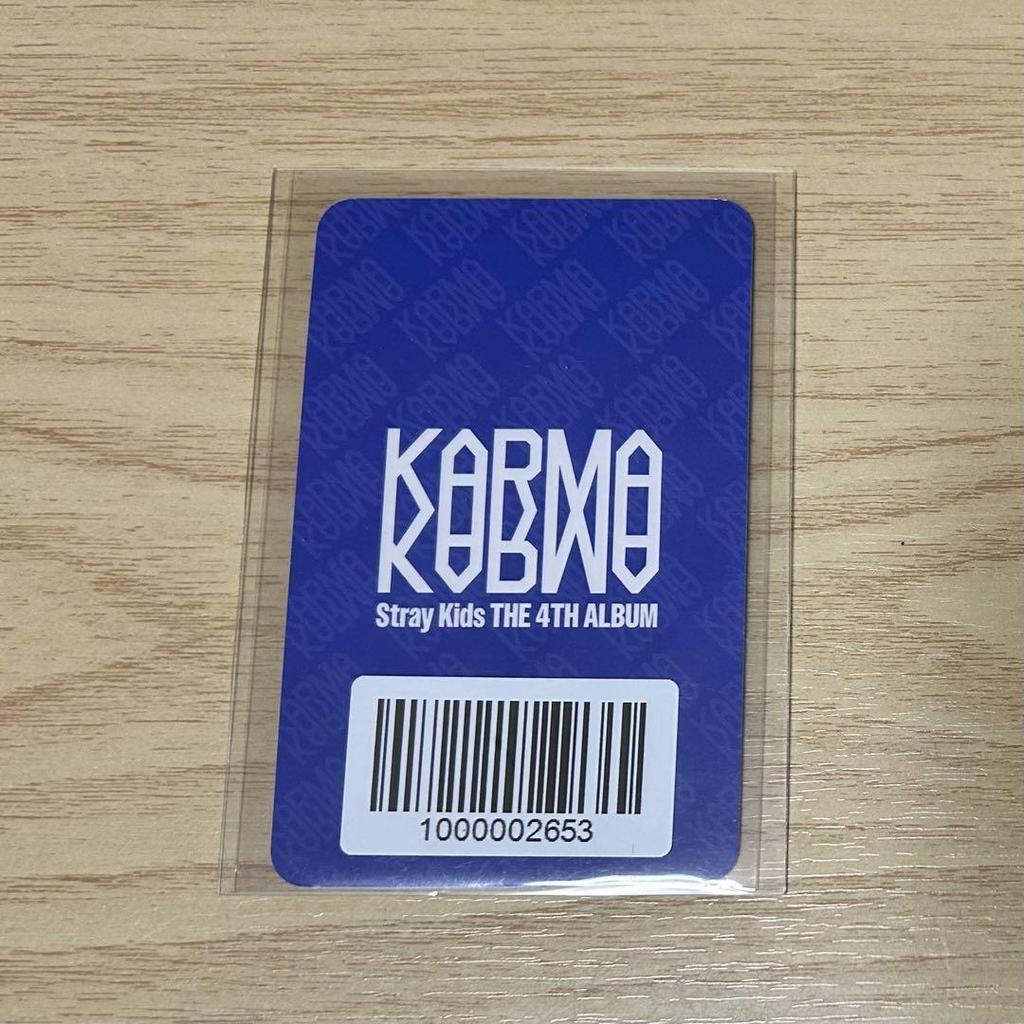 KARMA
Stray Kids THE 4TH ALBUM
1000002653